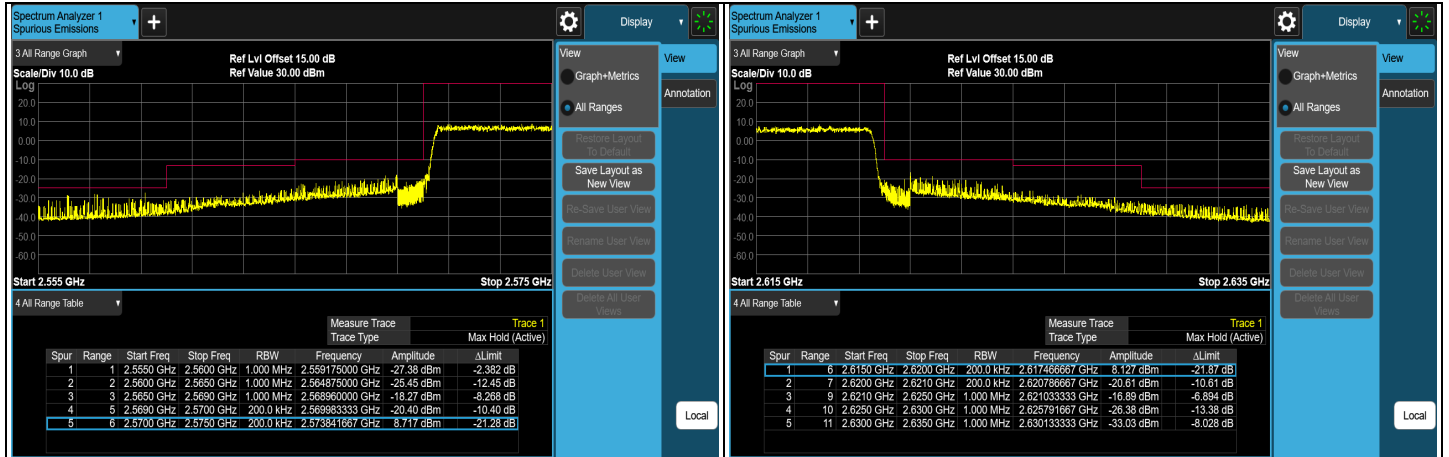 Spectrum Analyzer 1
Spurious Emissions
+
Display
3 All Range Graph
Ref Lvl Offset 15.00 dB
Scale/Div 10.0 dB
Ref Value 30.00 dBm
Log
20.0
10.0
0.00
-10.0
-20.0
-30.0
-40.0
-50.0
-60.0
Start 2.555 GHz
Stop 2.575 GHz
View
Graph+Metrics
All Ranges
Restore Layout
To Default
Save Layout as
New View
Re-Save User View
Rename User View
Delete User View
Delete All User
Views
View
Annotation
Local
4 All Range Table
Measure Trace Trace 1
Trace Type Max Hold (Active)
Spur Range Start Freq Stop Freq RBW Frequency Amplitude ΔLimit
1 1 2.5550 GHz 2.5600 GHz 1.000 MHz 2.559175000 GHz -27.38 dBm -2.382 dB
2 2 2.5600 GHz 2.5650 GHz 1.000 MHz 2.564875000 GHz -25.45 dBm -12.45 dB
3 3 2.5650 GHz 2.5690 GHz 1.000 MHz 2.568960000 GHz -18.27 dBm -8.268 dB
4 5 2.5690 GHz 2.5700 GHz 200.0 kHz 2.569983333 GHz -20.40 dBm -10.40 dB
5 6 2.5700 GHz 2.5750 GHz 200.0 kHz 2.573841667 GHz 8.717 dBm -21.28 dB
Spectrum Analyzer 1
Spurious Emissions
+
Display
3 All Range Graph
Ref Lvl Offset 15.00 dB
Scale/Div 10.0 dB
Ref Value 30.00 dBm
Log
20.0
10.0
0.00
-10.0
-20.0
-30.0
-40.0
-50.0
-60.0
Start 2.615 GHz
Stop 2.635 GHz
View
Graph+Metrics
All Ranges
Restore Layout
To Default
Save Layout as
New View
Re-Save User View
Rename User View
Delete User View
Delete All User
Views
View
Annotation
Local
4 All Range Table
Measure Trace Trace 1
Trace Type Max Hold (Active)
Spur Range Start Freq Stop Freq RBW Frequency Amplitude ΔLimit
1 6 2.6150 GHz 2.6200 GHz 200.0 kHz 2.617466667 GHz 8.127 dBm -21.87 dB
2 7 2.6200 GHz 2.6210 GHz 200.0 kHz 2.620786667 GHz -20.61 dBm -10.61 dB
3 9 2.6210 GHz 2.6250 GHz 1.000 MHz 2.621033333 GHz -16.89 dBm -6.894 dB
4 10 2.6250 GHz 2.6300 GHz 1.000 MHz 2.625791667 GHz -26.38 dBm -13.38 dB
5 11 2.6300 GHz 2.6350 GHz 1.000 MHz 2.630133333 GHz -33.03 dBm -8.028 dB